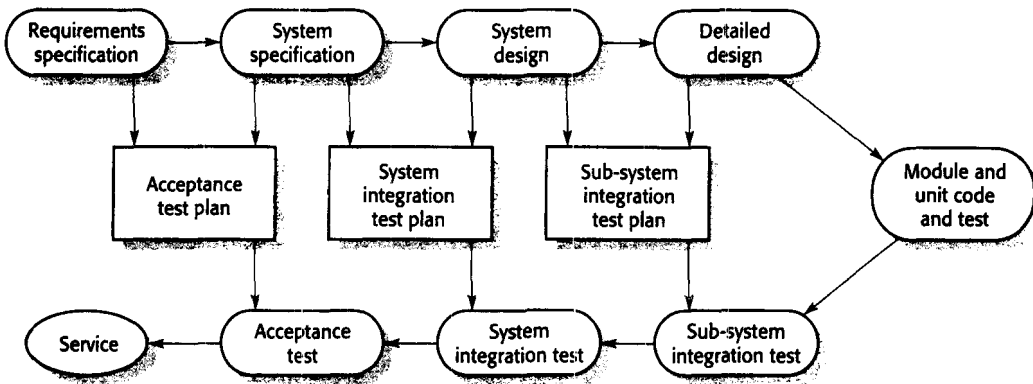 Requirements
specification
System
specification
System
design
Detailed
design
Acceptance
test plan
System
integration
test plan
Sub-system
integration
test plan
Module and
unit code
and test
Service
Acceptance
test
System
integration test
Sub-system
integration test